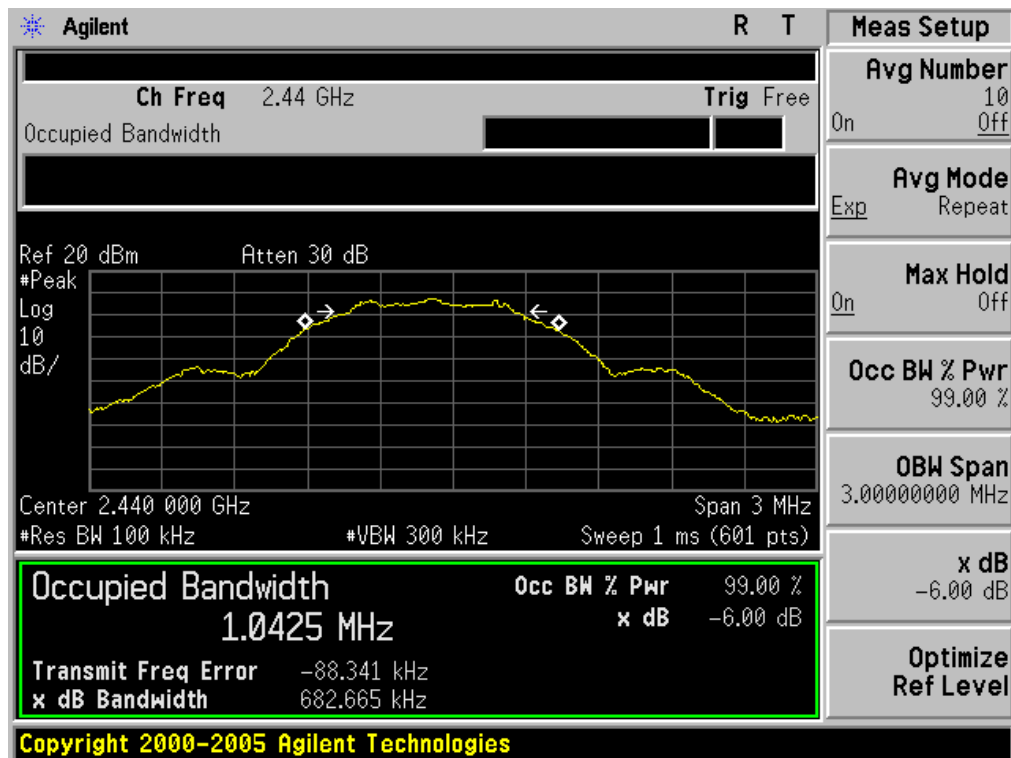 Agilent R T
Ch Freq 2.44 GHz Trig Free
Occupied Bandwidth
Ref 20 dBm Atten 30 dB
#Peak
Log
10
dB/
Center 2.440 000 GHz Span 3 MHz
#Res BW 100 kHz #VBW 300 kHz Sweep 1 ms (601 pts)
Occupied Bandwidth Occ BW % Pwr 99.00 %
1.0425 MHz x dB -6.00 dB
Transmit Freq Error -88.341 kHz
x dB Bandwidth 682.665 kHz
Copyright 2000-2005 Agilent Technologies
Meas Setup
Avg Number
10
On Off
Avg Mode
Exp Repeat
Max Hold
On Off
Occ BW % Pwr
99.00 %
OBW Span
3.00000000 MHz
x dB
-6.00 dB
Optimize
Ref Level